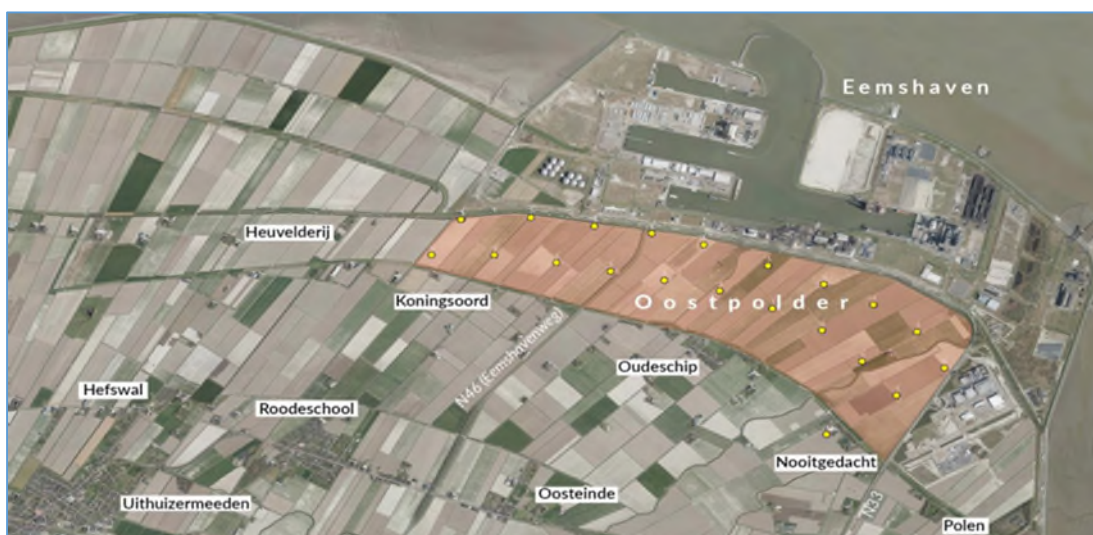 Eemshaven
Heuvelderij
Koningsoord
Oostpolder
N46 (Eemshavenweg)
Oudeschip
Hefswal
Roodeschool
Nooitgedacht
Uithuizermeeden
Oosteinde
N33
Polen